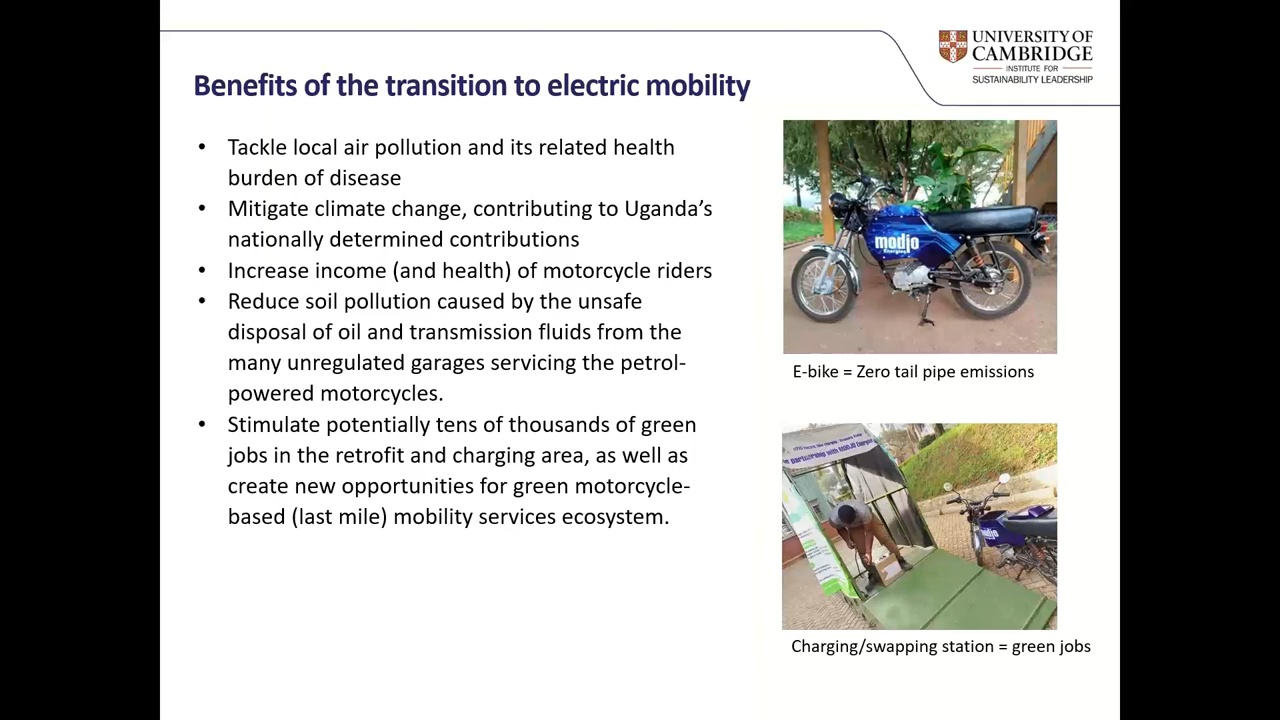 UNIVERSITY OF
CAMBRIDGE
INSTITUTE FOR
SUSTAINABILITY LEADERSHIP
Benefits of the transition to electric mobility
• Tackle local air pollution and its related health
burden of disease
• Mitigate climate change, contributing to Uganda’s
nationally determined contributions
• Increase income (and health) of motorcycle riders
• Reduce soil pollution caused by the unsafe
disposal of oil and transmission fluids from the
many unregulated garages servicing the petrol-
powered motorcycles.
• Stimulate potentially tens of thousands of green
jobs in the retrofit and charging area, as well as
create new opportunities for green motorcycle-
based (last mile) mobility services ecosystem.
modjo
E-bike = Zero tail pipe emissions
partnership with
modjo
Charging/swapping station = green jobs